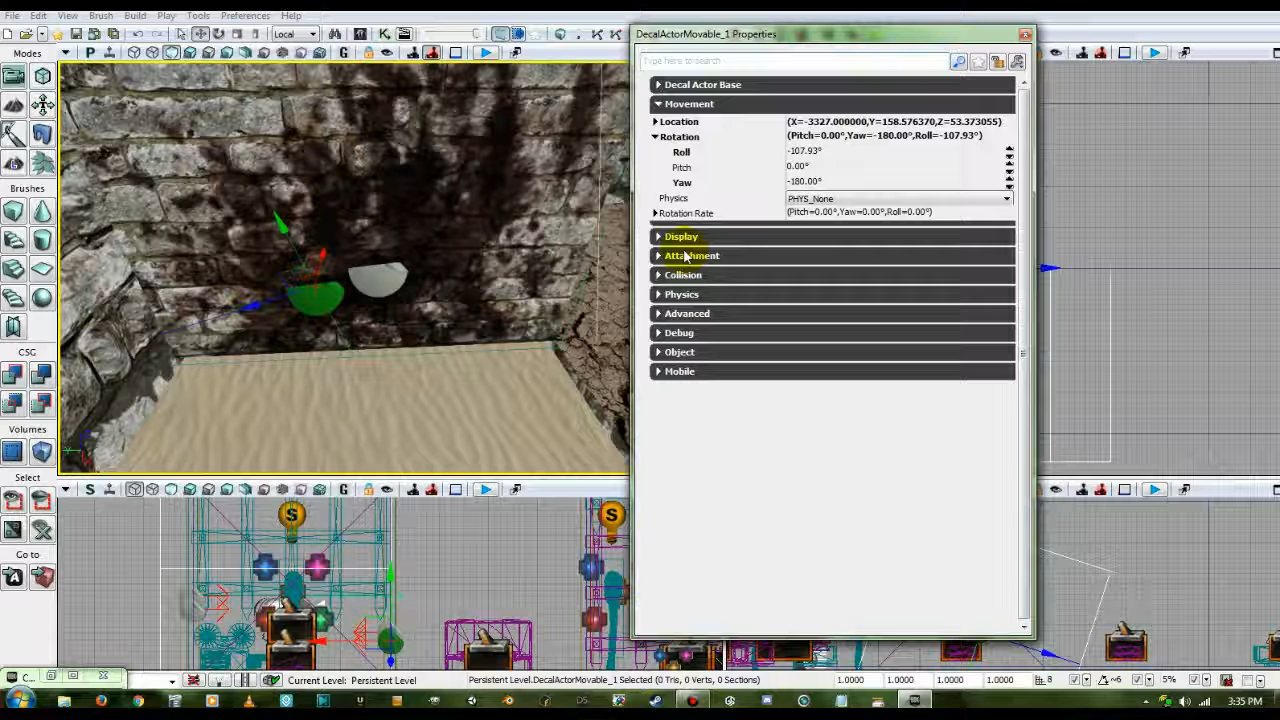 File Edit View Brush Build Play Tools Preferences Help
DecalActorMovable_1 Properties
Local
Modes
P
G
Type here to search
Decal Actor Base
Movement
Location (X=-3327.000000,Y=158.576370,Z=53.373055)
Rotation (Pitch=0.00°,Yaw=-180.00°,Roll=-107.93°)
Roll -107.93°
Pitch 0.00°
Yaw -180.00°
Physics PHYS_None
Rotation Rate (Pitch=0.00°,Yaw=0.00°,Roll=0.00°)
Brushes
Display
Attachment
Collision
Physics
Advanced
Debug
Object
Mobile
CSG
Volumes
Select
S
G
S
S
Go to
C...
Current Level: Persistent Level
Persistent Level.DecalActorMovable_1 Selected (0 Tris, 0 Verts, 0 Sections)
1.0000 1.0000 1.0000 1.0000
8
6
5%
3:35 PM